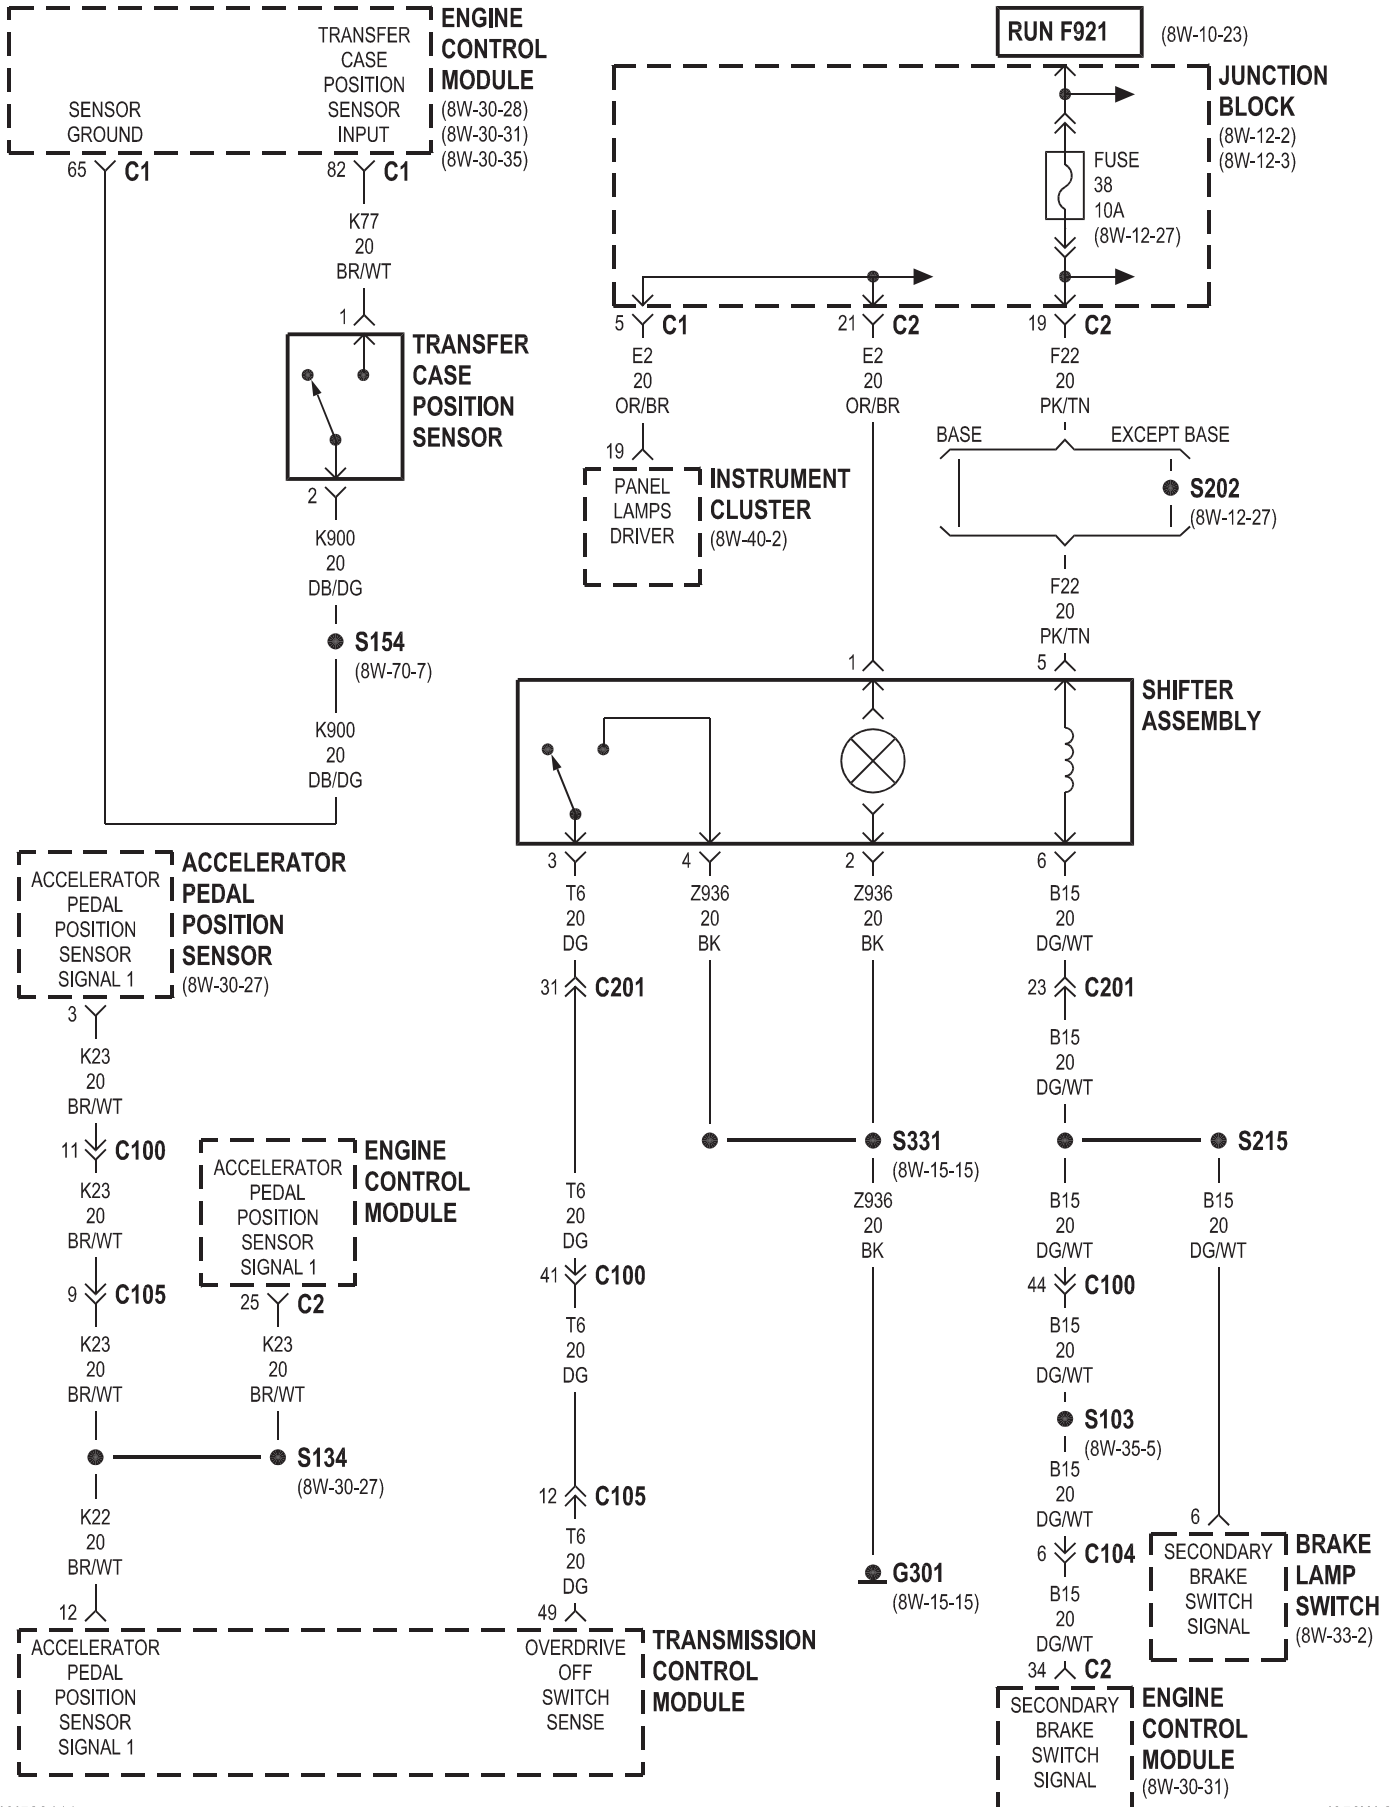 TRANSFER
CASE
POSITION
SENSOR
INPUT
SENSOR
GROUND
ENGINE
CONTROL
MODULE
(8W-30-28)
(8W-30-31)
(8W-30-35)
65
C1
82
C1
K77
20
BR/WT
1
TRANSFER
CASE
POSITION
SENSOR
2
K900
20
DB/DG
S154
(8W-70-7)
K900
20
DB/DG
RUN F921
(8W-10-23)
JUNCTION
BLOCK
(8W-12-2)
(8W-12-3)
FUSE
38
10A
(8W-12-27)
5
C1
21
C2
19
C2
E2
20
OR/BR
E2
20
OR/BR
F22
20
PK/TN
19
PANEL
LAMPS
DRIVER
INSTRUMENT
CLUSTER
(8W-40-2)
BASE
EXCEPT BASE
S202
(8W-12-27)
F22
20
PK/TN
1
5
SHIFTER
ASSEMBLY
3
4
2
6
T6
20
DG
Z936
20
BK
Z936
20
BK
B15
20
DG/WT
31
C201
23
C201
B15
20
DG/WT
S331
(8W-15-15)
S215
T6
20
DG
Z936
20
BK
B15
20
DG/WT
B15
20
DG/WT
41
C100
44
C100
T6
20
DG
B15
20
DG/WT
S103
(8W-35-5)
B15
20
DG/WT
12
C105
T6
20
DG
49
G301
(8W-15-15)
6
C104
B15
20
DG/WT
34
C2
SECONDARY
BRAKE
SWITCH
SIGNAL
ENGINE
CONTROL
MODULE
(8W-30-31)
6
SECONDARY
BRAKE
SWITCH
SIGNAL
BRAKE
LAMP
SWITCH
(8W-33-2)
ACCELERATOR
PEDAL
POSITION
SENSOR
SIGNAL 1
ACCELERATOR
PEDAL
POSITION
SENSOR
(8W-30-27)
3
K23
20
BR/WT
11
C100
K23
20
BR/WT
9
C105
K23
20
BR/WT
ACCELERATOR
PEDAL
POSITION
SENSOR
SIGNAL 1
ENGINE
CONTROL
MODULE
25
C2
K23
20
BR/WT
S134
(8W-30-27)
K22
20
BR/WT
12
ACCELERATOR
PEDAL
POSITION
SENSOR
SIGNAL 1
OVERDRIVE
OFF
SWITCH
SENSE
TRANSMISSION
CONTROL
MODULE